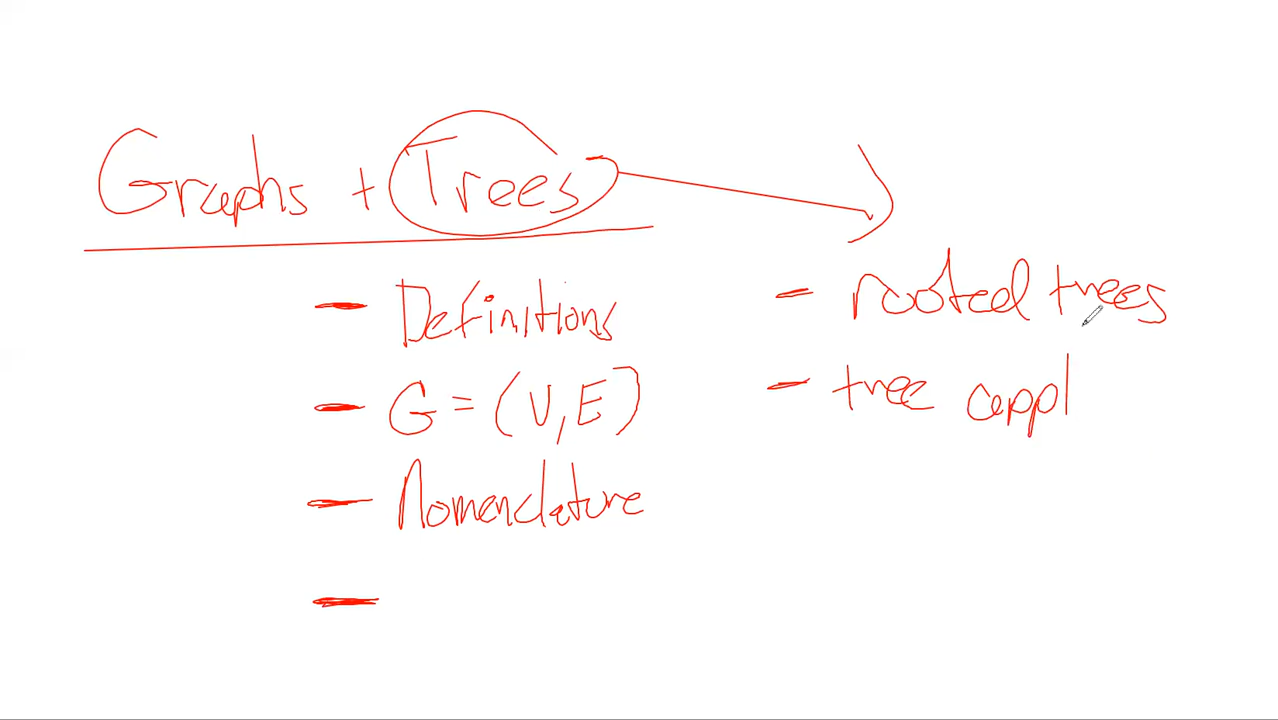 Graphs + Trees
- Definitions
- G = (V, E)
- Nomenclature
-
- rooted trees
- tree appl